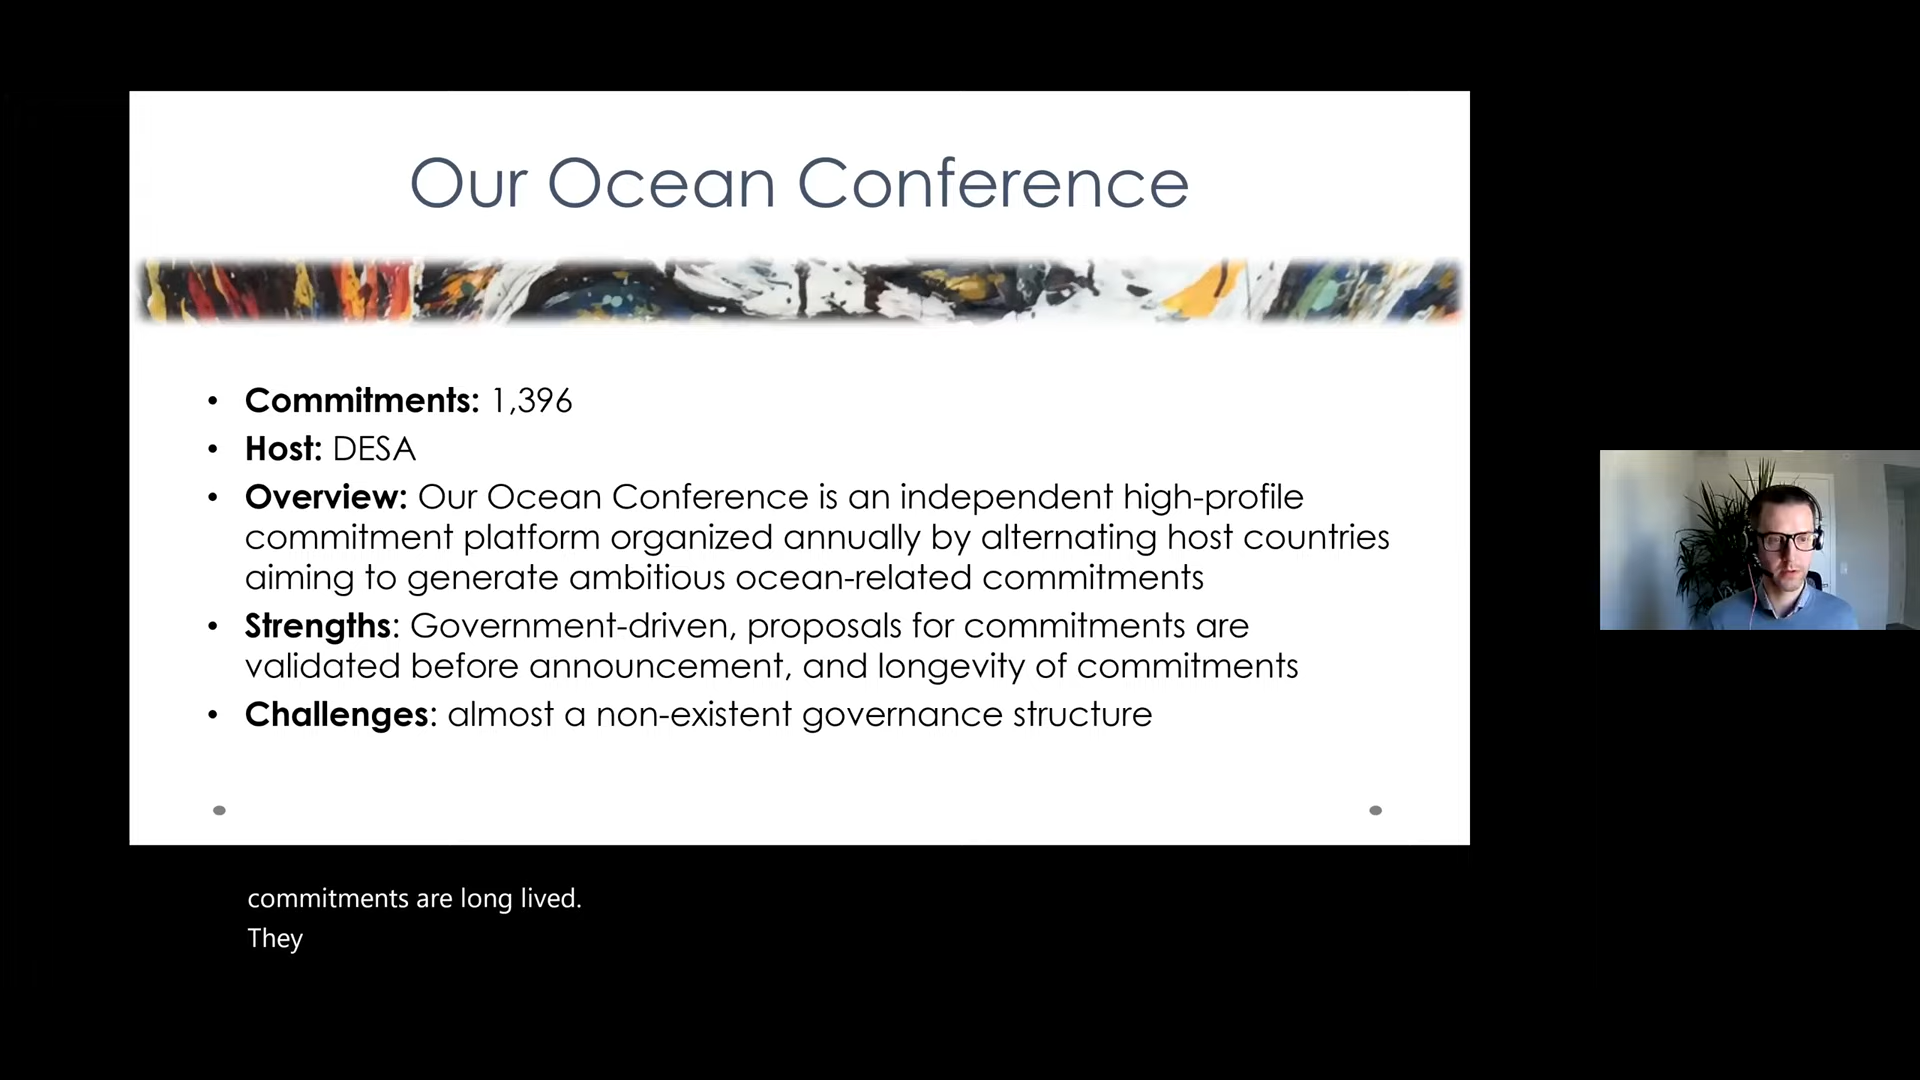 Our Ocean Conference
• Commitments: 1,396
• Host: DESA
• Overview: Our Ocean Conference is an independent high-profile
commitment platform organized annually by alternating host countries
aiming to generate ambitious ocean-related commitments
• Strengths: Government-driven, proposals for commitments are
validated before announcement, and longevity of commitments
• Challenges: almost a non-existent governance structure
commitments are long lived.
They